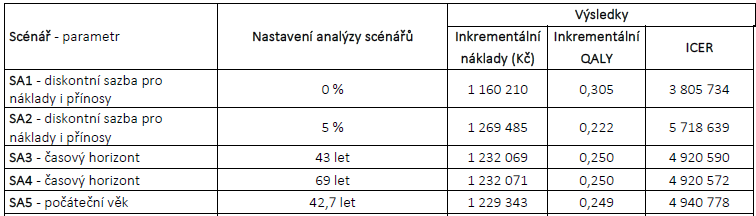 Scénář - parametr Nastavení analýzy scénářů Výsledky
Inkrementální náklady (Kč) Inkrementální QALY ICER
SA1 - diskontní sazba pro
náklady i přínosy 0 % 1 160 210 0,305 3 805 734
SA2 - diskontní sazba pro
náklady i přínosy 5 % 1 269 485 0,222 5 718 639
SA3 - časový horizont 43 let 1 232 069 0,250 4 920 590
SA4 - časový horizont 69 let 1 232 071 0,250 4 920 572
SA5 - počáteční věk 42,7 let 1 229 343 0,249 4 940 778